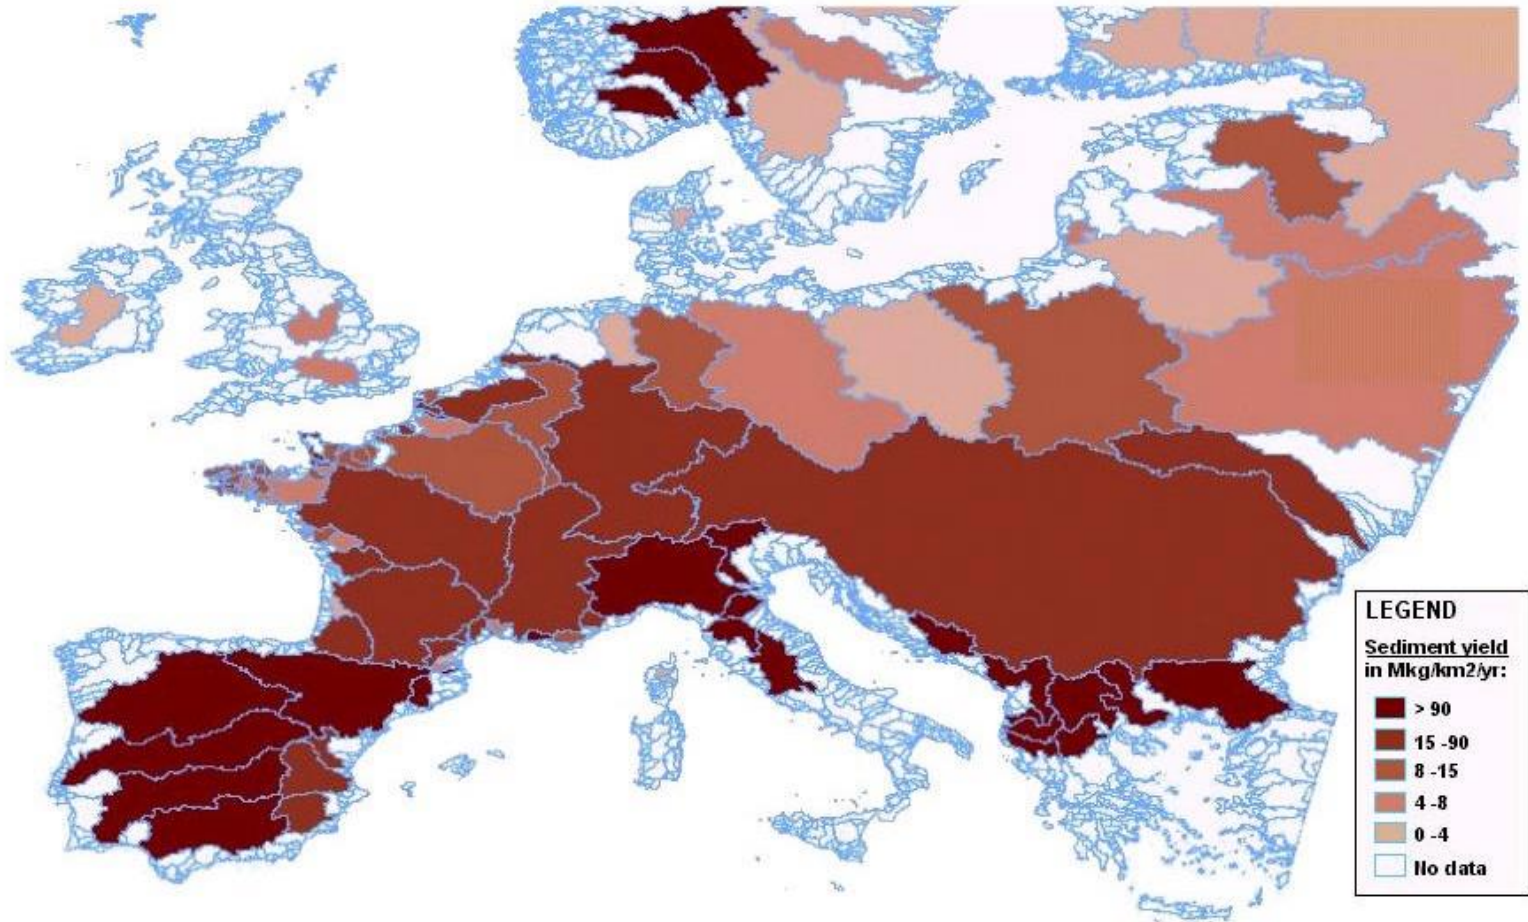 LEGEND
Sediment yield
in Mkg/km2/yr:
> 90
15 -90
8 -15
4 -8
0 -4
No data